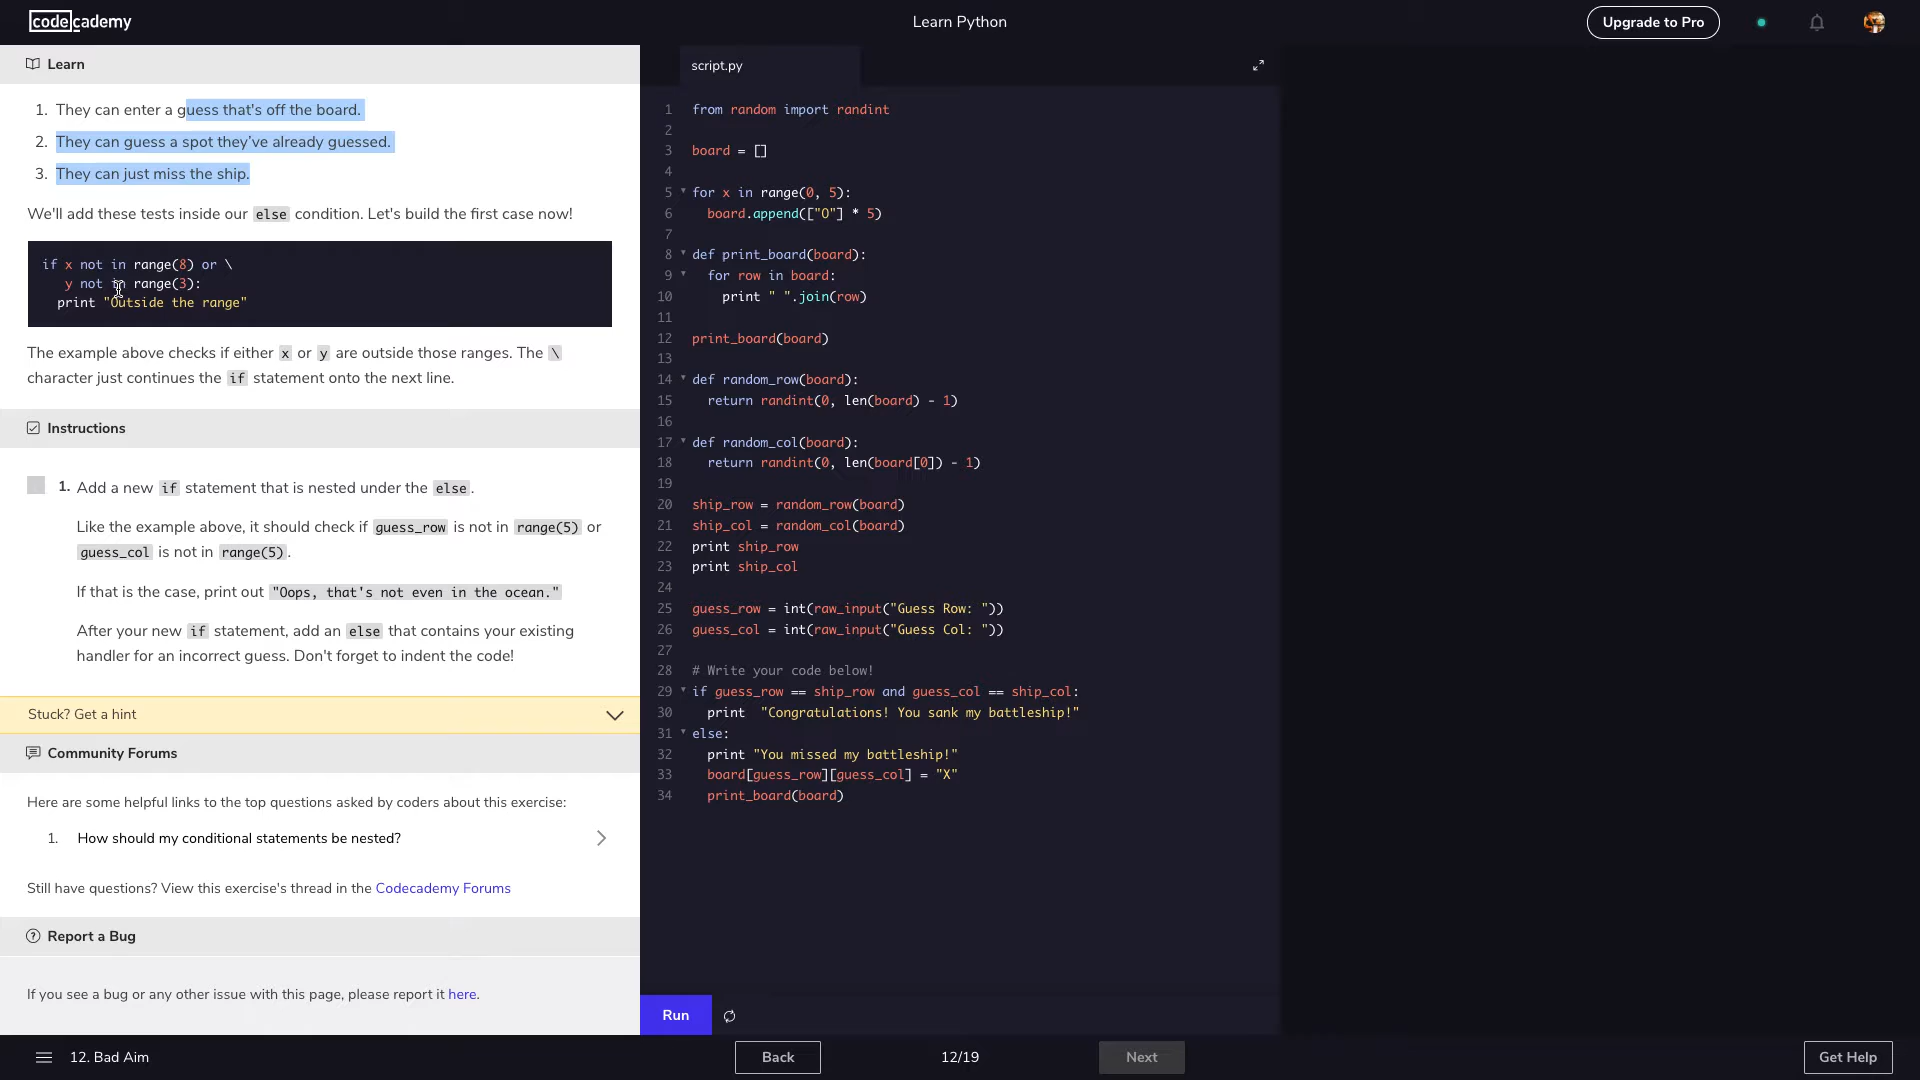 codecademy
Learn Python
Upgrade to Pro
Learn
1. They can enter a guess that's off the board.
2. They can guess a spot they’ve already guessed.
3. They can just miss the ship.
We'll add these tests inside our else condition. Let's build the first case now!
if x not in range(8) or \
y not in range(3):
print "Outside the range"
The example above checks if either x or y are outside those ranges. The \
character just continues the if statement onto the next line.
Instructions
1. Add a new if statement that is nested under the else.
Like the example above, it should check if guess_row is not in range(5) or
guess_col is not in range(5).
If that is the case, print out "Oops, that's not even in the ocean."
After your new if statement, add an else that contains your existing
handler for an incorrect guess. Don't forget to indent the code!
Stuck? Get a hint
Community Forums
Here are some helpful links to the top questions asked by coders about this exercise:
1. How should my conditional statements be nested?
Still have questions? View this exercise's thread in the Codecademy Forums
Report a Bug
If you see a bug or any other issue with this page, please report it here.
script.py
1 from random import randint
2
3 board = []
4
5 for x in range(0, 5):
6 board.append(["O"] * 5)
7
8 def print_board(board):
9 for row in board:
10 print " ".join(row)
11
12 print_board(board)
13
14 def random_row(board):
15 return randint(0, len(board) - 1)
16
17 def random_col(board):
18 return randint(0, len(board[0]) - 1)
19
20 ship_row = random_row(board)
21 ship_col = random_col(board)
22 print ship_row
23 print ship_col
24
25 guess_row = int(raw_input("Guess Row: "))
26 guess_col = int(raw_input("Guess Col: "))
27
28 # Write your code below!
29 if guess_row == ship_row and guess_col == ship_col:
30 print  "Congratulations! You sank my battleship!"
31 else:
32 print "You missed my battleship!"
33 board[guess_row][guess_col] = "X"
34 print_board(board)
Run
12. Bad Aim
Back
12/19
Next
Get Help